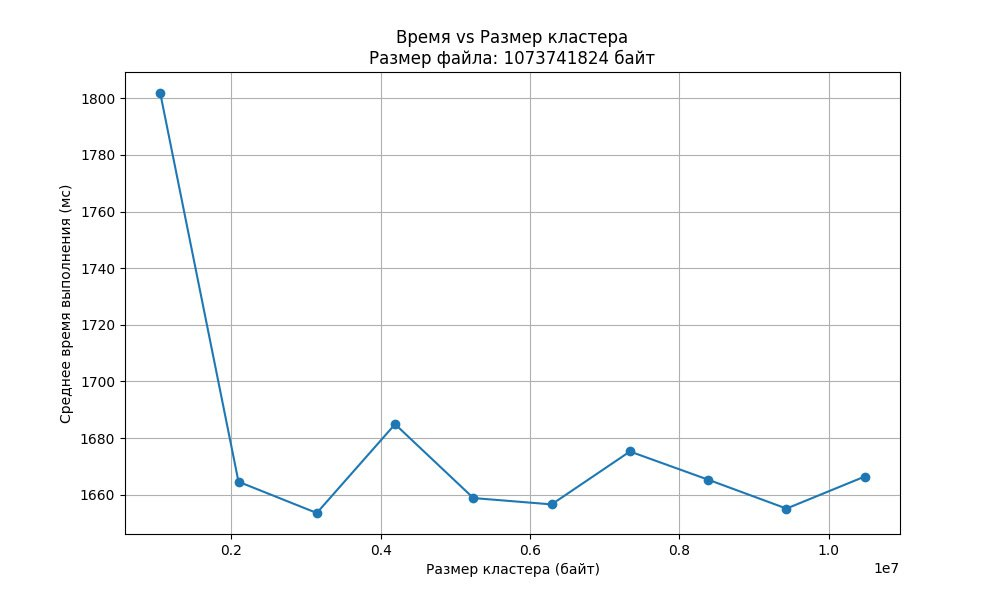 Время vs Размер кластера
Размер файла: 1073741824 байт
Среднее время выполнения (мс)
1800
1780
1760
1740
1720
1700
1680
1660
0.2 0.4 0.6 0.8 1.0
1e7
Размер кластера (байт)